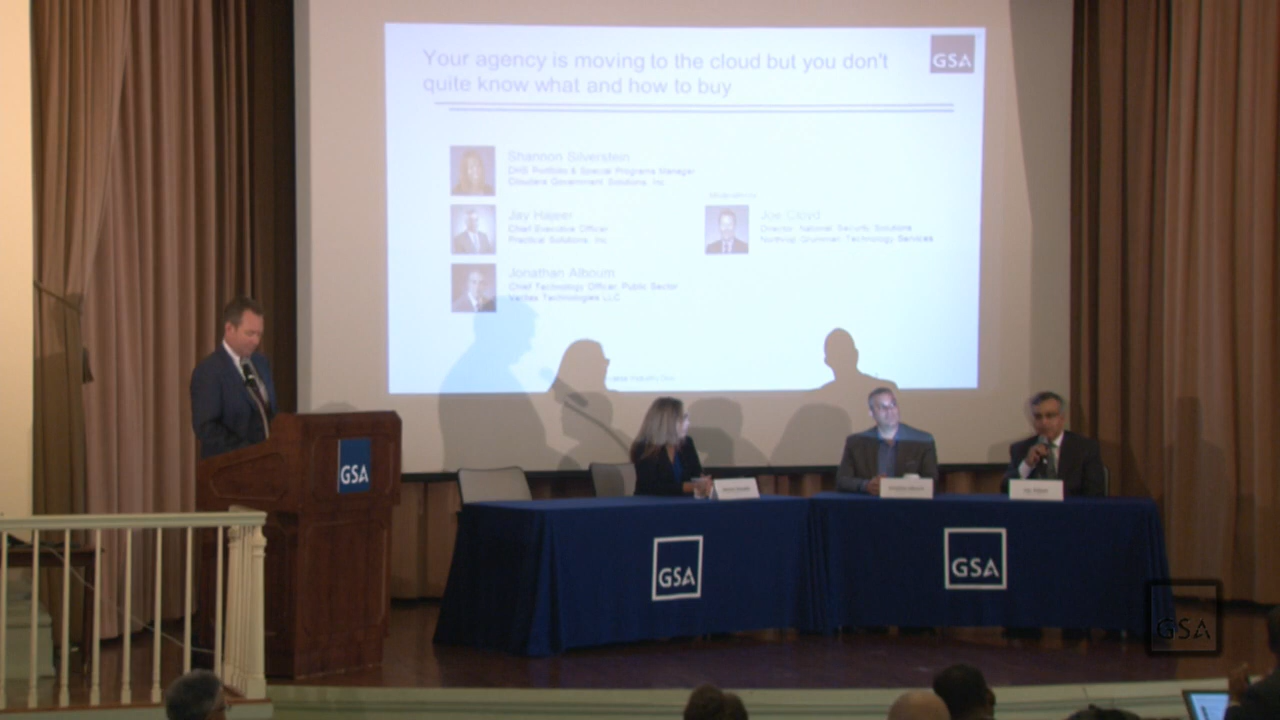 Your agency is moving to the cloud but you don't
quite know what and how to buy
GSA
Shannon Silverstein
DHS Portfolio & Special Programs Manager
Cloudera Government Solutions, Inc.
Jay Hajeer
Chief Executive Officer
Practical Solutions, Inc.
Jonathan Alboum
Chief Technology Officer, Public Sector
Veritas Technologies LLC
Joe Cloyd
Director, National Security Solutions
Northrop Grumman, Technology Services
GSA
GSA
GSA
GSA